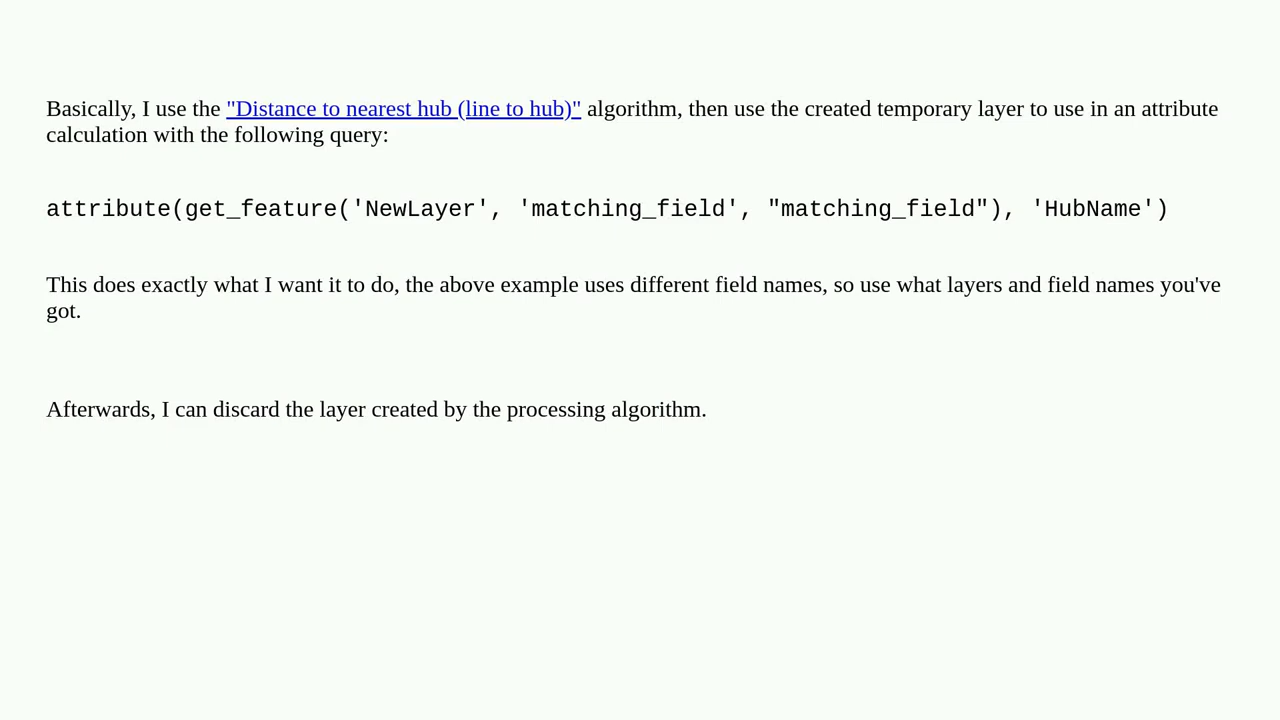 Basically, I use the "Distance to nearest hub (line to hub)" algorithm, then use the created temporary layer to use in an attribute
calculation with the following query:
attribute(get_feature('NewLayer', 'matching_field', "matching_field"), 'HubName')
This does exactly what I want it to do, the above example uses different field names, so use what layers and field names you've
got.
Afterwards, I can discard the layer created by the processing algorithm.